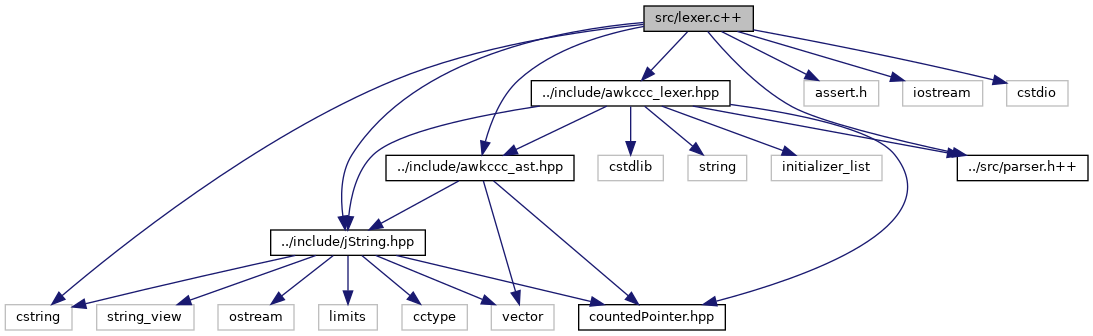 src/lexer.c++
../include/awkccc_lexer.hpp
assert.h
iostream
cstdio
../include/awkccc_ast.hpp
cstdlib
string
initializer_list
../src/parser.h++
../include/jString.hpp
cstring
string_view
ostream
limits
cctype
vector
countedPointer.hpp